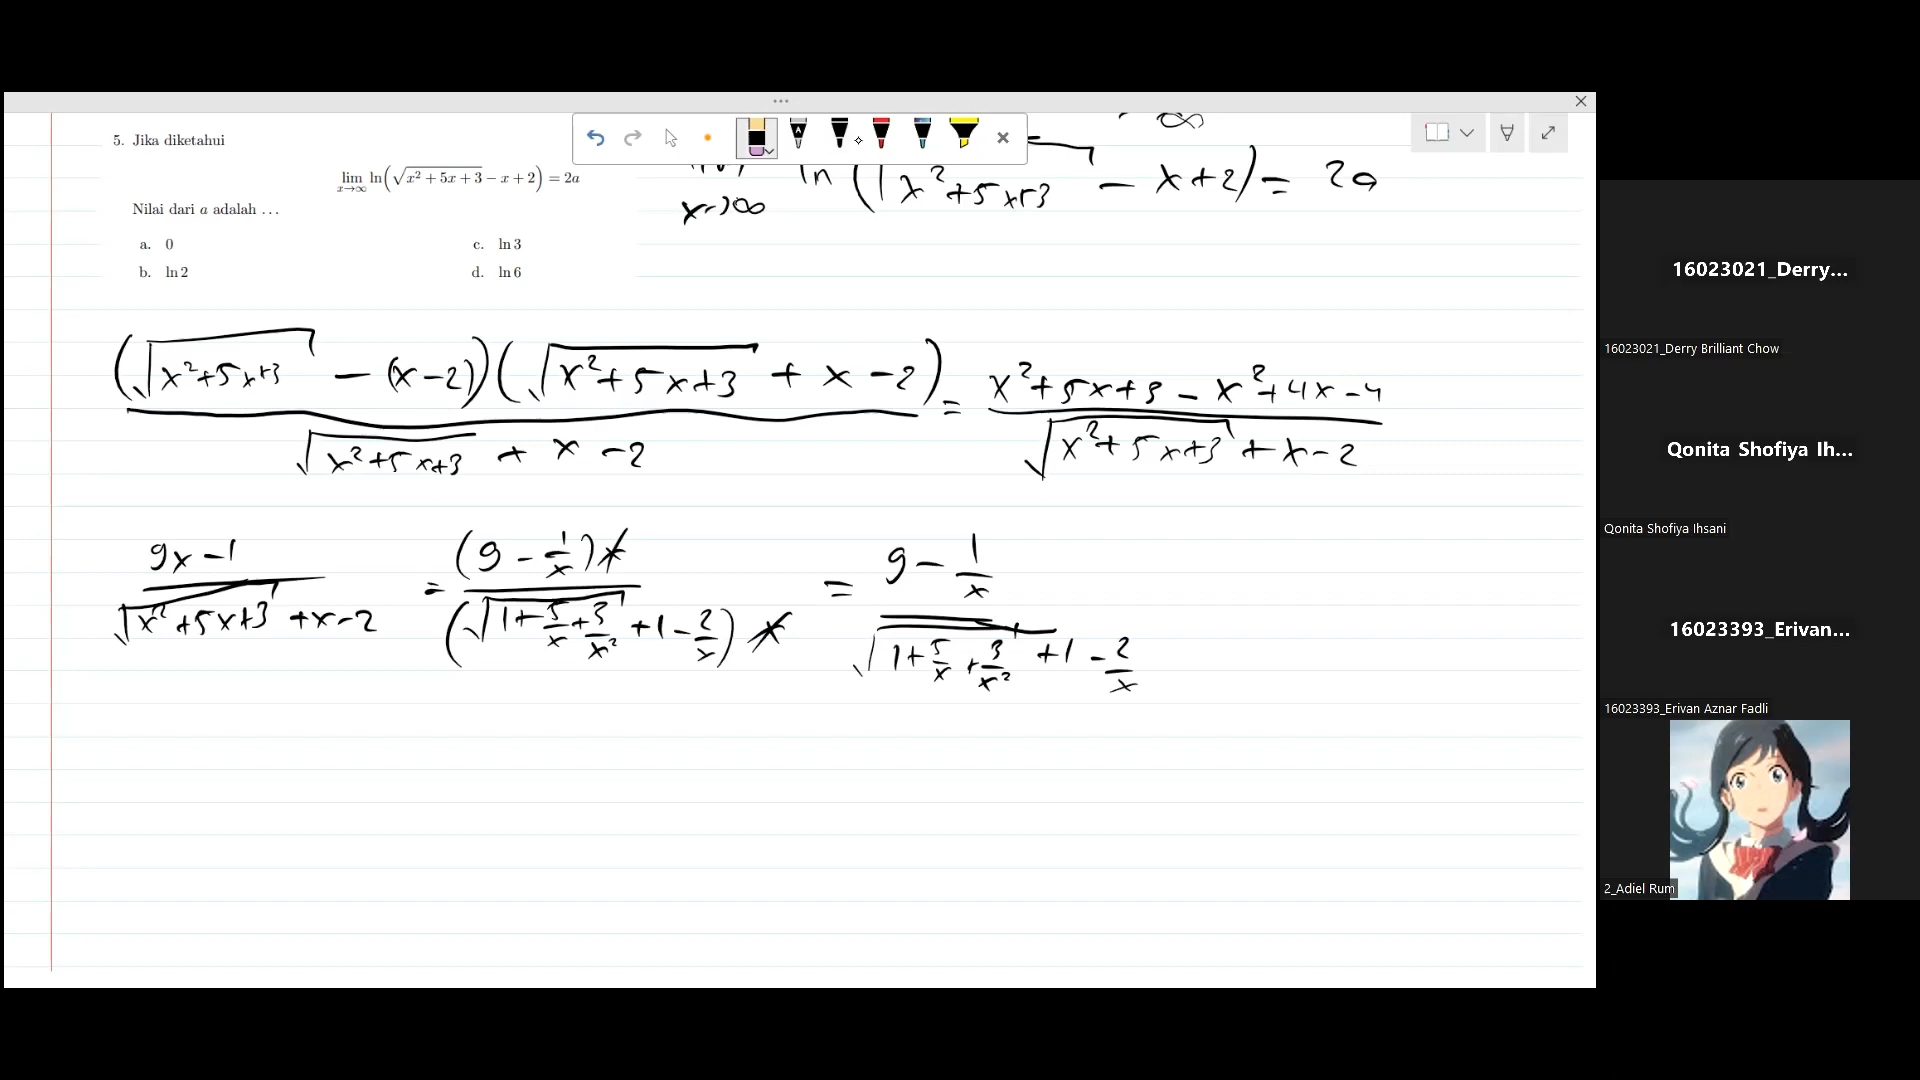 5. Jika diketahui
lim x→∞ ln(√(x² + 5x + 3) − x + 2) = 2a
Nilai dari a adalah . . .
a. 0
c. ln 3
b. ln 2
d. ln 6
∞
x→∞ ln (√(x²+5x+3) − x+2) = 2a
(√(x²+5x+3) − (x−2))(√(x²+5x+3) + x −2) / (√(x²+5x+3) + x −2) = (x²+5x+3 − x²+4x−4) / (√(x²+5x+3) + x−2)
(9x−1) / (√(x²+5x+3) +x−2) = ((9 − 1/x)x) / ((√(1+5/x+3/x²) +1−2/x) x) = (9 − 1/x) / (√(1+5/x+3/x²) +1 − 2/x)
16023021_Derry...
16023021_Derry Brilliant Chow
Qonita Shofiya Ih...
Qonita Shofiya Ihsani
16023393_Erivan...
16023393_Erivan Aznar Fadli
2_Adiel Rum